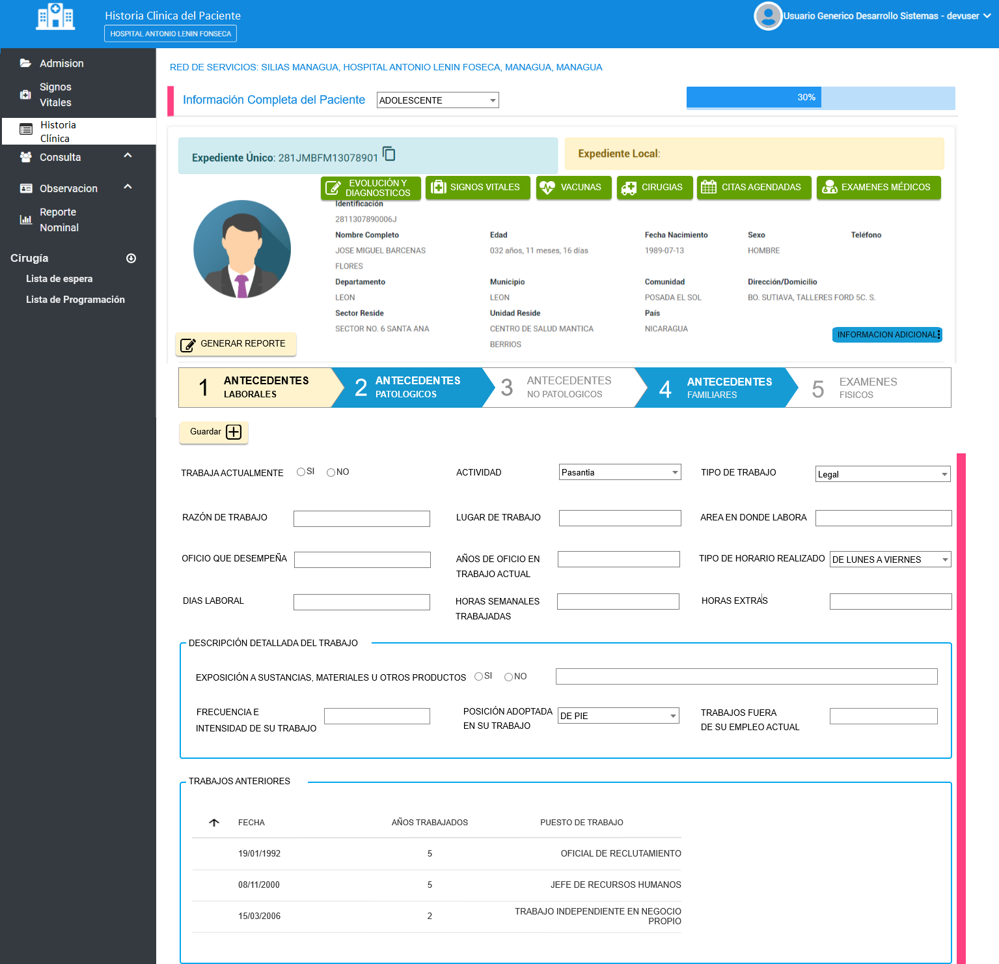 Historia Clinica del Paciente
HOSPITAL ANTONIO LENIN FONSECA
Usuario Generico Desarrollo Sistemas - devuser
Admision
Signos
Vitales
Historia
Clínica
Consulta
Observacion
Reporte
Nominal
Cirugía
Lista de espera
Lista de Programación
RED DE SERVICIOS: SILIAS MANAGUA, HOSPITAL ANTONIO LENIN FOSECA, MANAGUA, MANAGUA
Información Completa del Paciente
ADOLESCENTE
30%
Expediente Único: 281JMBFM13078901
Expediente Local:
EVOLUCIÓN Y
DIAGNOSTICOS
SIGNOS VITALES
VACUNAS
CIRUGIAS
CITAS AGENDADAS
EXAMENES MÉDICOS
Identificación
2811307890006J
Nombre Completo
Edad
Fecha Nacimiento
Sexo
Teléfono
JOSE MIGUEL BARCENAS
FLORES
032 años, 11 meses, 16 días
1989-07-13
HOMBRE
Departamento
Municipio
Comunidad
Dirección/Domicilio
LEON
LEON
POSADA EL SOL
BO. SUTIAVA, TALLERES FORD 5C. S.
Sector Reside
Unidad Reside
País
SECTOR NO. 6 SANTA ANA
CENTRO DE SALUD MANTICA
BERRIOS
NICARAGUA
INFORMACION ADICIONAL
GENERAR REPORTE
1 ANTECEDENTES
LABORALES
2 ANTECEDENTES
PATOLOGICOS
3 ANTECEDENTES
NO PATOLOGICOS
4 ANTECEDENTES
FAMILIARES
5 EXAMENES
FISICOS
Guardar
TRABAJA ACTUALMENTE SI NO
ACTIVIDAD Pasantia
TIPO DE TRABAJO Legal
RAZÓN DE TRABAJO
LUGAR DE TRABAJO
AREA EN DONDE LABORA
OFICIO QUE DESEMPEÑA
AÑOS DE OFICIO EN
TRABAJO ACTUAL
TIPO DE HORARIO REALIZADO DE LUNES A VIERNES
DIAS LABORAL
HORAS SEMANALES
TRABAJADAS
HORAS EXTRAS
DESCRIPCIÓN DETALLADA DEL TRABAJO
EXPOSICIÓN A SUSTANCIAS, MATERIALES U OTROS PRODUCTOS SI NO
FRECUENCIA E
INTENSIDAD DE SU TRABAJO
POSICIÓN ADOPTADA
EN SU TRABAJO
DE PIE
TRABAJOS FUERA
DE SU EMPLEO ACTUAL
TRABAJOS ANTERIORES
FECHA AÑOS TRABAJADOS PUESTO DE TRABAJO
19/01/1992 5 OFICIAL DE RECLUTAMIENTO
08/11/2000 5 JEFE DE RECURSOS HUMANOS
15/03/2006 2 TRABAJO INDEPENDIENTE EN NEGOCIO
PROPIO